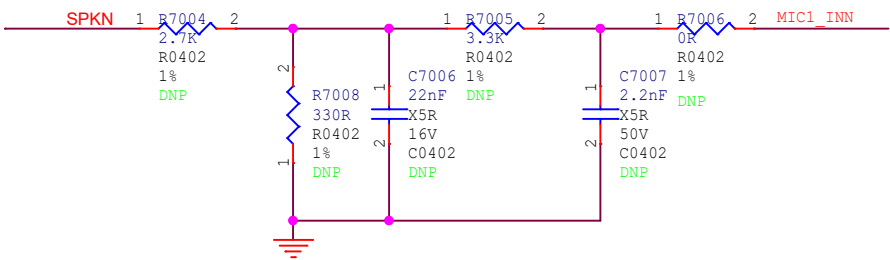 SPKN 1 R7004 2 1 R7005 2 1 R7006 2 MIC1_INN
2.7K 3.3K 0R
R0402 R0402 R0402
1% 1% 1%
DNP DNP DNP
2 R7008 1
330R
R0402
1%
DNP
1 C7006 2
22nF
X5R
16V
C0402
DNP
1 C7007 2
2.2nF
X5R
50V
C0402
DNP